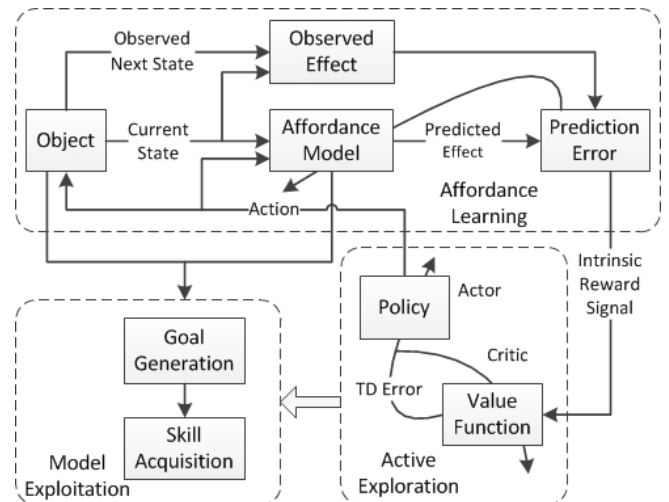 Observed
Next State
Observed
Effect
Object
Current
State
Affordance
Model
Predicted
Effect
Prediction
Error
Action
Affordance
Learning
Intrinsic
Reward
Signal
Policy
Actor
Goal
Generation
Critic
TD Error
Value
Function
Skill
Acquisition
Model
Exploitation
Active
Exploration